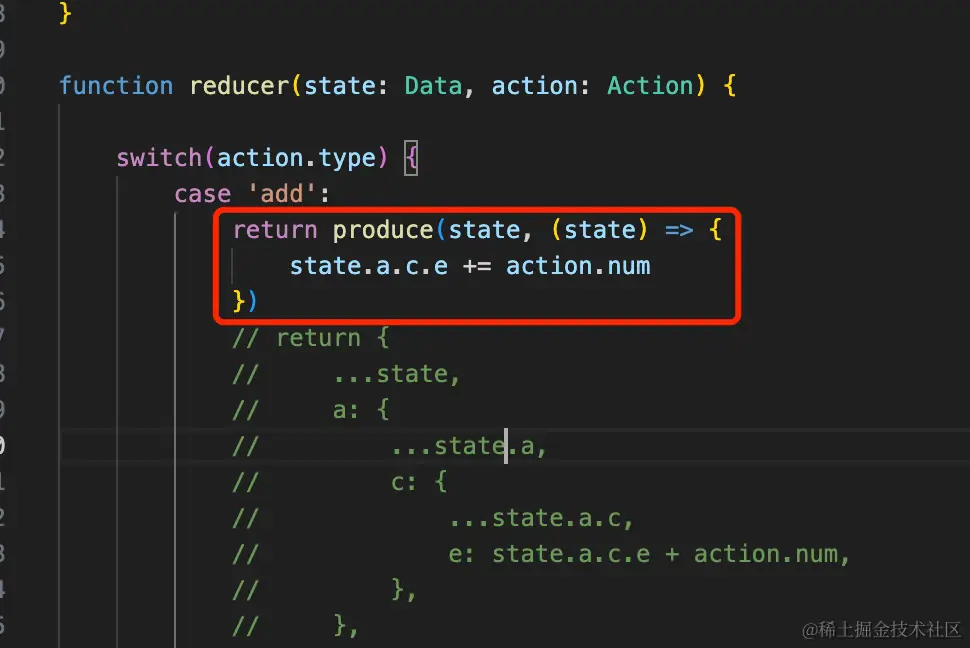 }
function reducer(state: Data, action: Action) {
switch(action.type) {
case 'add':
return produce(state, (state) => {
state.a.c.e += action.num
})
// return {
//     ...state,
//     a: {
//         ...state.a,
//         c: {
//             ...state.a.c,
//             e: state.a.c.e + action.num,
//         },
//     },
@稀土掘金技术社区